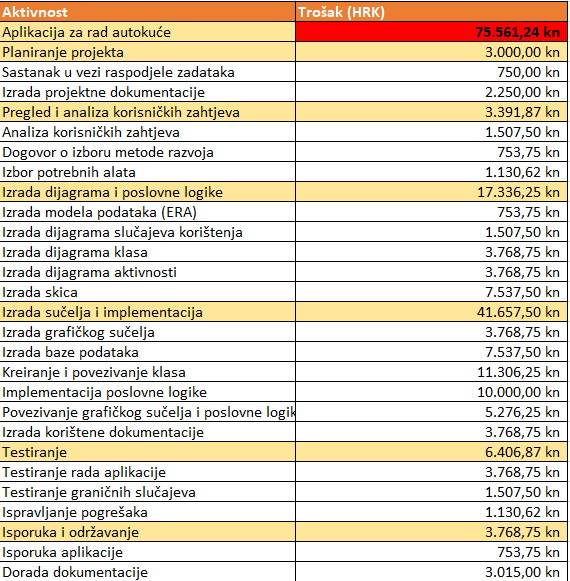 Aktivnost Trošak (HRK)
Aplikacija za rad autokuće 75.561,24 kn
Planiranje projekta 3.000,00 kn
Sastanak u vezi raspodjele zadataka 750,00 kn
Izrada projektne dokumentacije 2.250,00 kn
Pregled i analiza korisničkih zahtjeva 3.391,87 kn
Analiza korisničkih zahtjeva 1.507,50 kn
Dogovor o izboru metode razvoja 753,75 kn
Izbor potrebnih alata 1.130,62 kn
Izrada dijagrama i poslovne logike 17.336,25 kn
Izrada modela podataka (ERA) 753,75 kn
Izrada dijagrama slučajeva korištenja 1.507,50 kn
Izrada dijagrama klasa 3.768,75 kn
Izrada dijagrama aktivnosti 3.768,75 kn
Izrada skica 7.537,50 kn
Izrada sučelja i implementacija 41.657,50 kn
Izrada grafičkog sučelja 3.768,75 kn
Izrada baze podataka 7.537,50 kn
Kreiranje i povezivanje klasa 11.306,25 kn
Implementacija poslovne logike 10.000,00 kn
Povezivanje grafičkog sučelja i poslovne logik 5.276,25 kn
Izrada korištene dokumentacije 3.768,75 kn
Testiranje 6.406,87 kn
Testiranje rada aplikacije 3.768,75 kn
Testiranje graničnih slučajeva 1.507,50 kn
Ispravljanje pogrešaka 1.130,62 kn
Isporuka i održavanje 3.768,75 kn
Isporuka aplikacije 753,75 kn
Dorada dokumentacije 3.015,00 kn